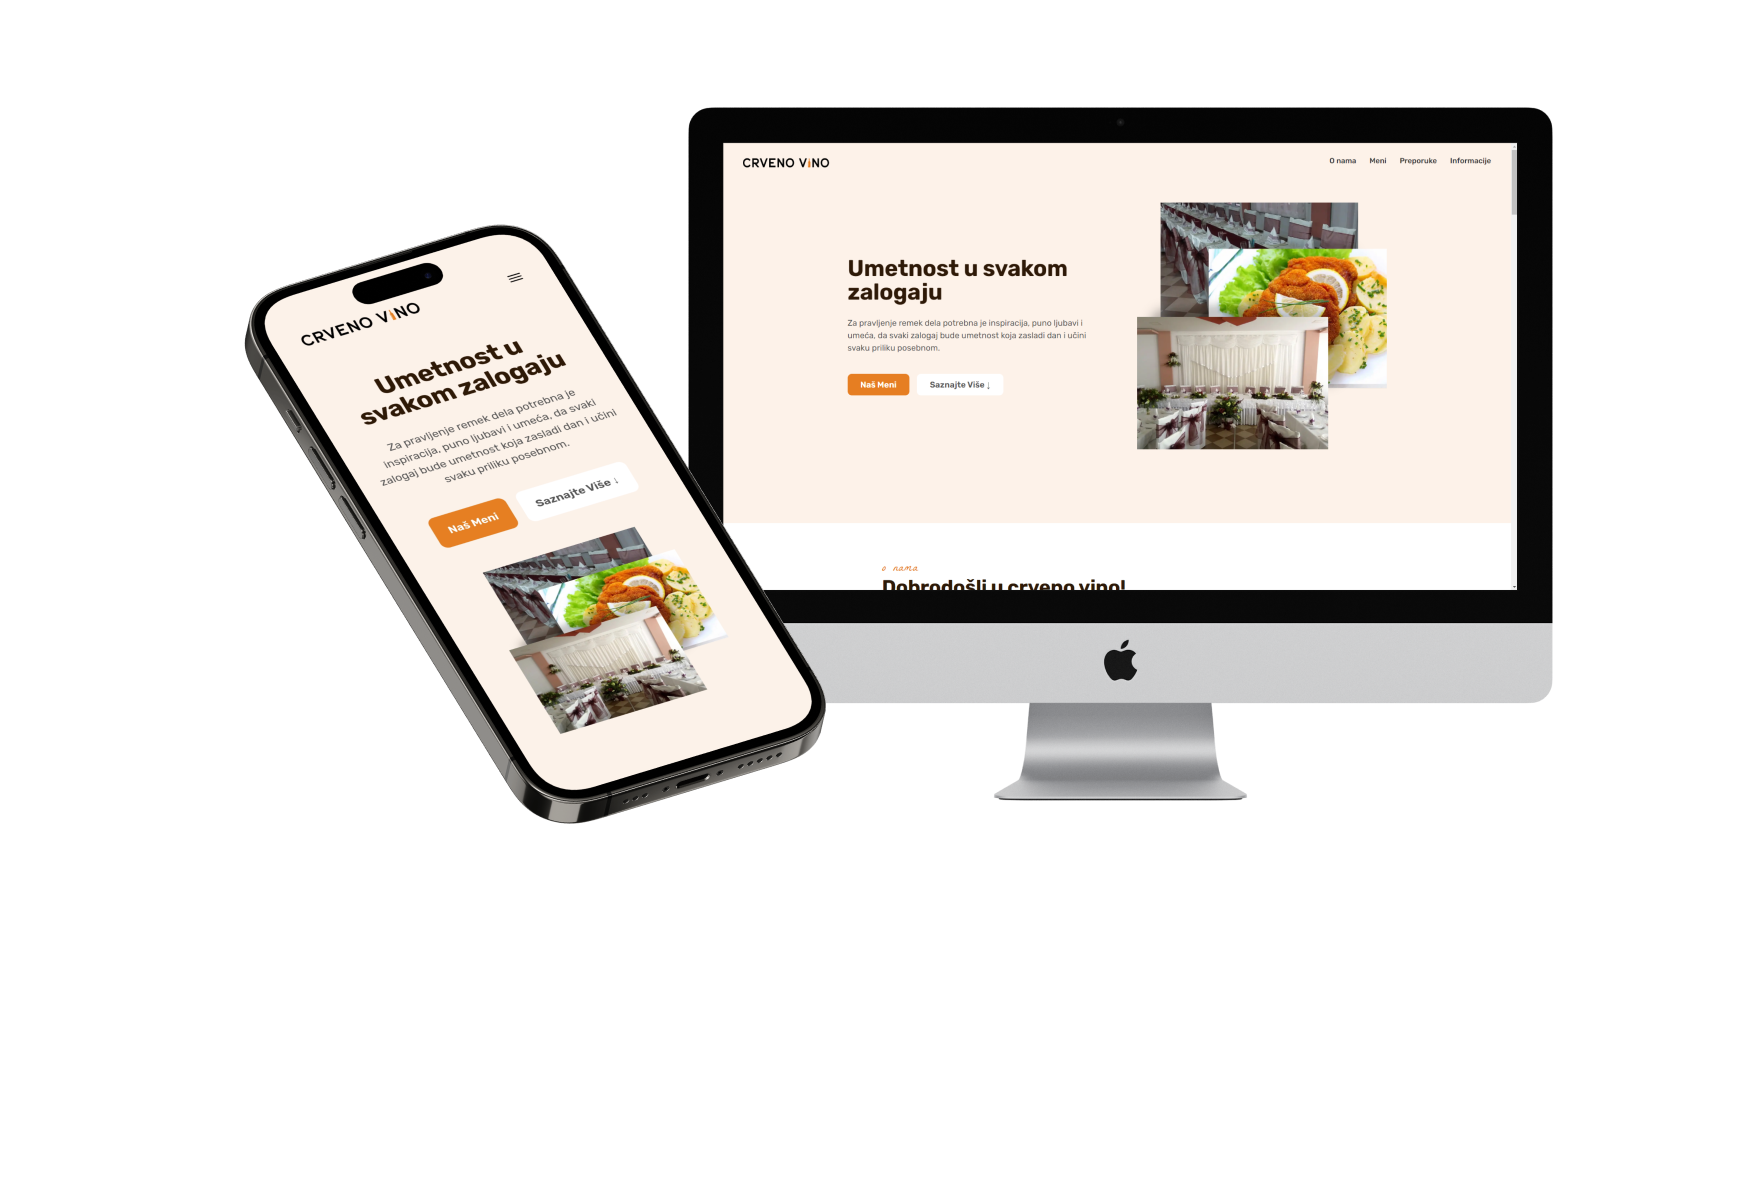 CRVENO ViNO
Umetnost u
svakom zalogaju
Za pravljenje remek dela potrebna je
inspiracija, puno ljubavi i umeća, da svaki
zalogaj bude umetnost koja zasladi dan i učini
svaku priliku posebnom.
Naš Meni
Saznajte Više ↓
CRVENO ViNO
O nama
Meni
Preporuke
Informacije
Umetnost u svakom
zalogaju
Za pravljenje remek dela potrebna je inspiracija, puno ljubavi i
umeća, da svaki zalogaj bude umetnost koja zasladi dan i učini
svaku priliku posebnom.
Naš Meni
Saznajte Više ↓
o nama
Dobrodošli u crveno vino!